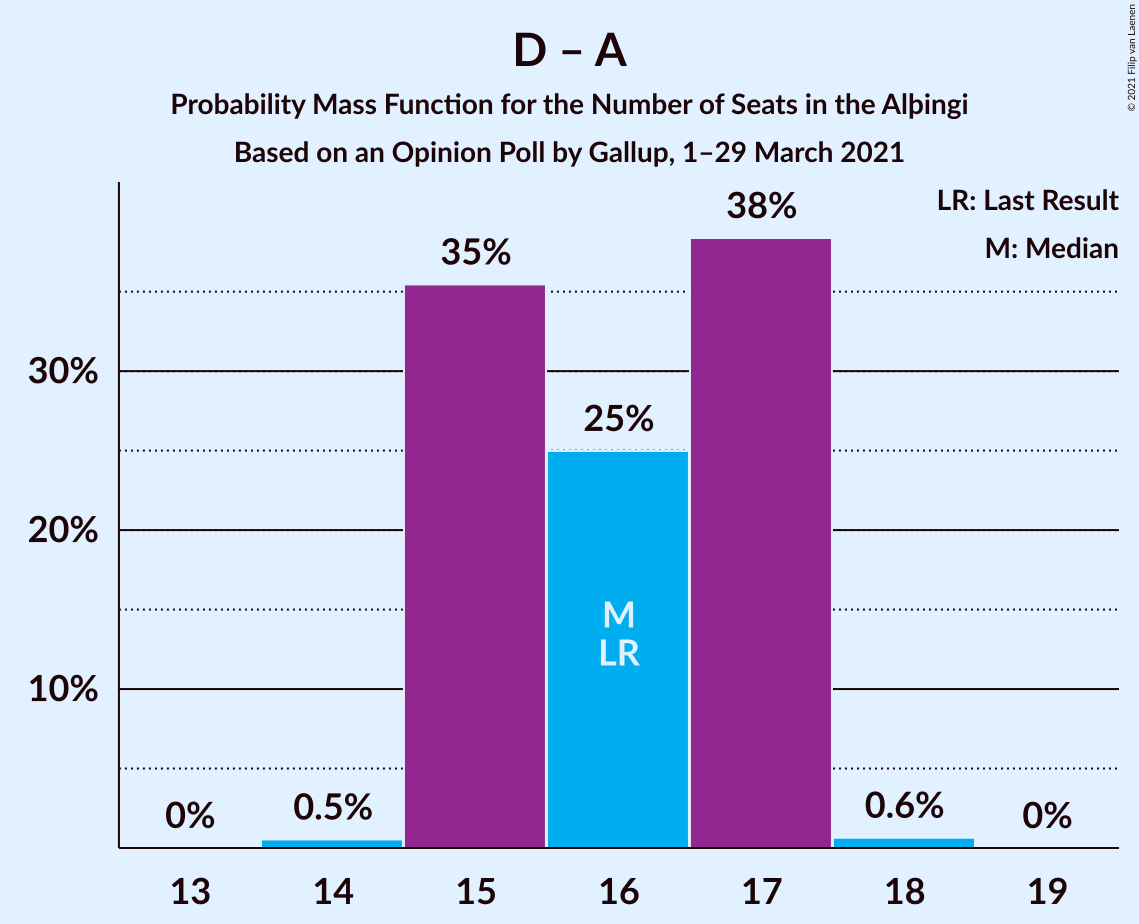 D – A
Probability Mass Function for the Number of Seats in the Alþingi
Based on an Opinion Poll by Gallup, 1–29 March 2021
© 2021 Filip van Laenen
LR: Last Result
M: Median
38%
35%
30%
25%
20%
M
LR
10%
0%
0.5%
0.6%
0%
13
14
15
16
17
18
19